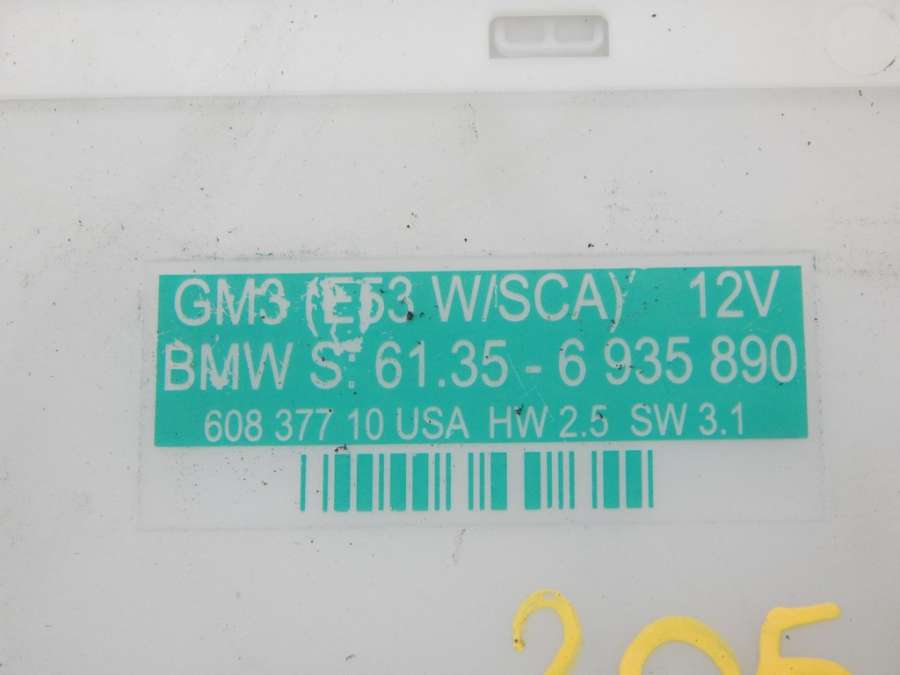 GM3 (E53 W/SCA) 12V
BMW S: 61.35 - 6 935 890
608 377 10 USA HW 2.5 SW 3.1
205